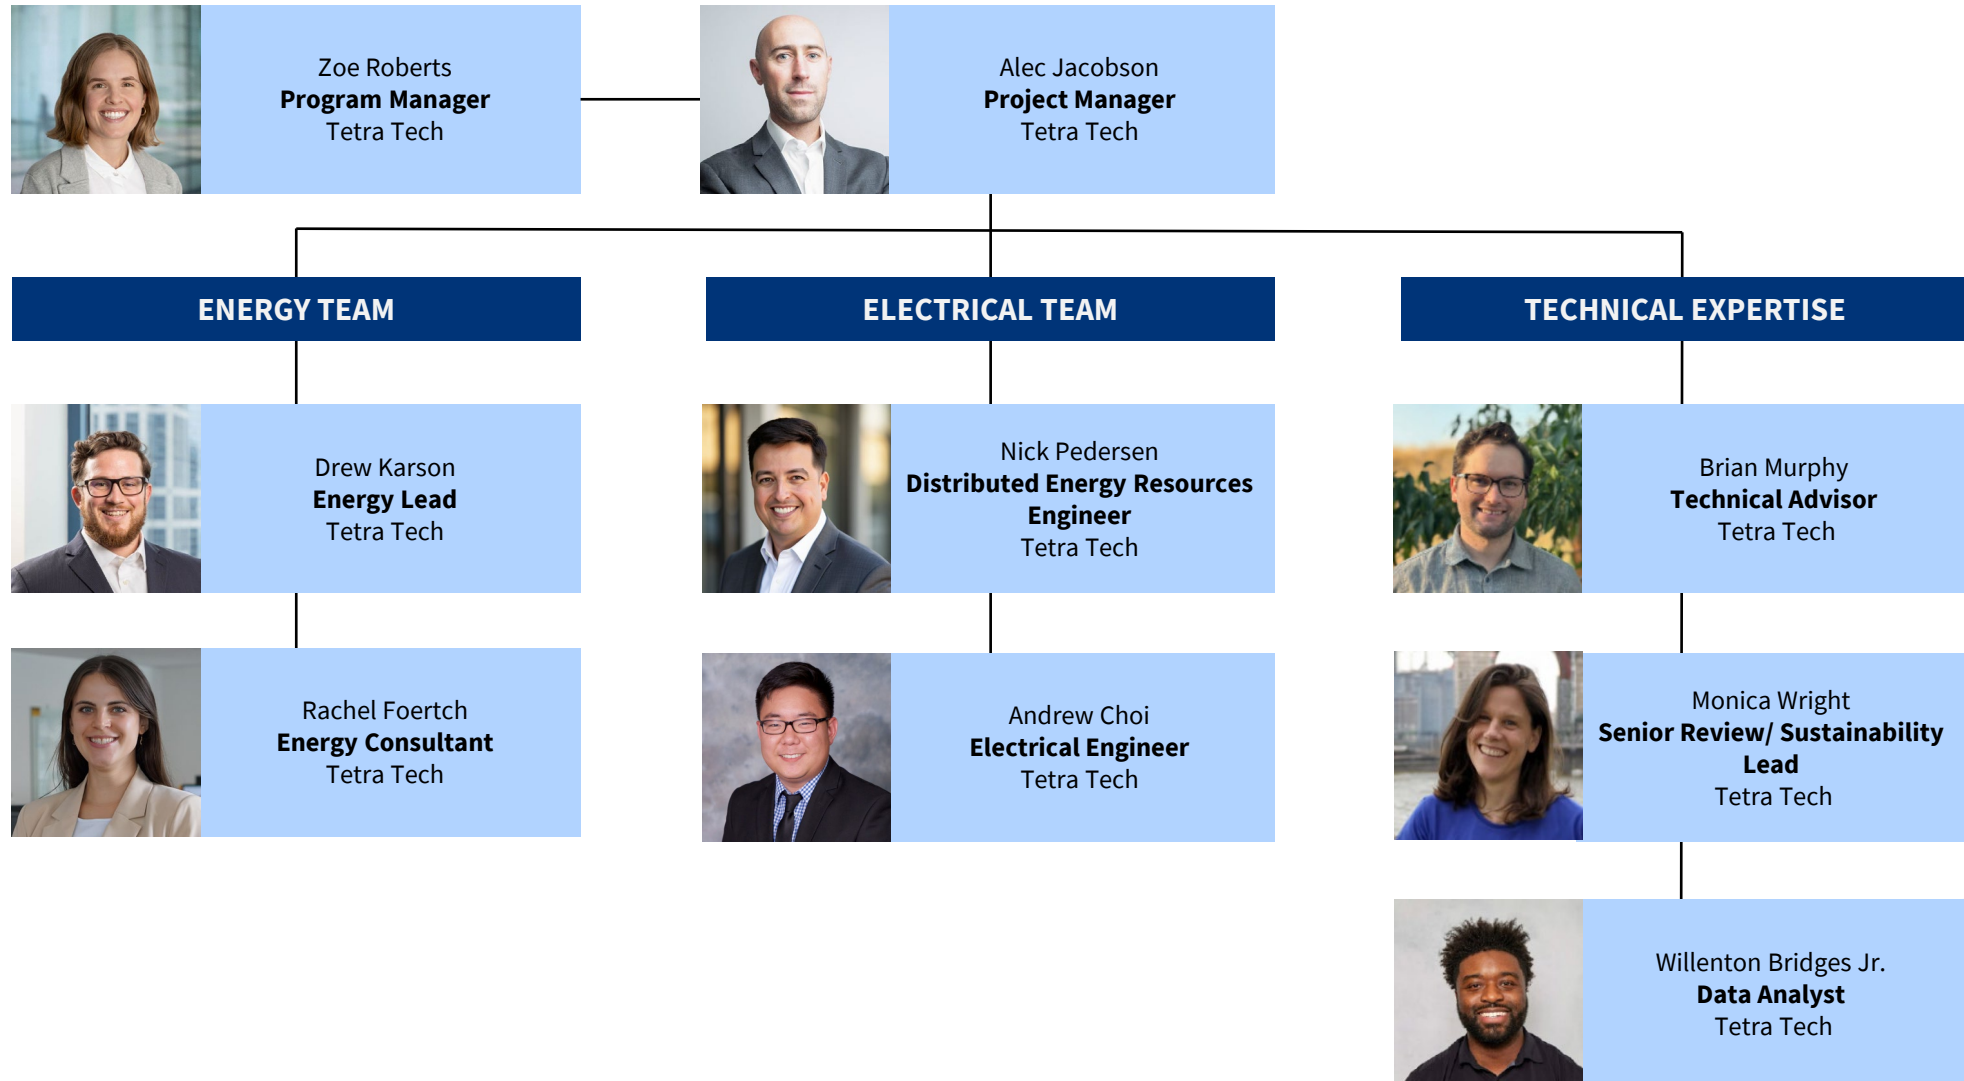 Zoe Roberts
Program Manager
Tetra Tech
Alec Jacobson
Project Manager
Tetra Tech
ENERGY TEAM
ELECTRICAL TEAM
TECHNICAL EXPERTISE
Drew Karson
Energy Lead
Tetra Tech
Nick Pedersen
Distributed Energy Resources
Engineer
Tetra Tech
Brian Murphy
Technical Advisor
Tetra Tech
Rachel Foertch
Energy Consultant
Tetra Tech
Andrew Choi
Electrical Engineer
Tetra Tech
Monica Wright
Senior Review/ Sustainability
Lead
Tetra Tech
Willenton Bridges Jr.
Data Analyst
Tetra Tech